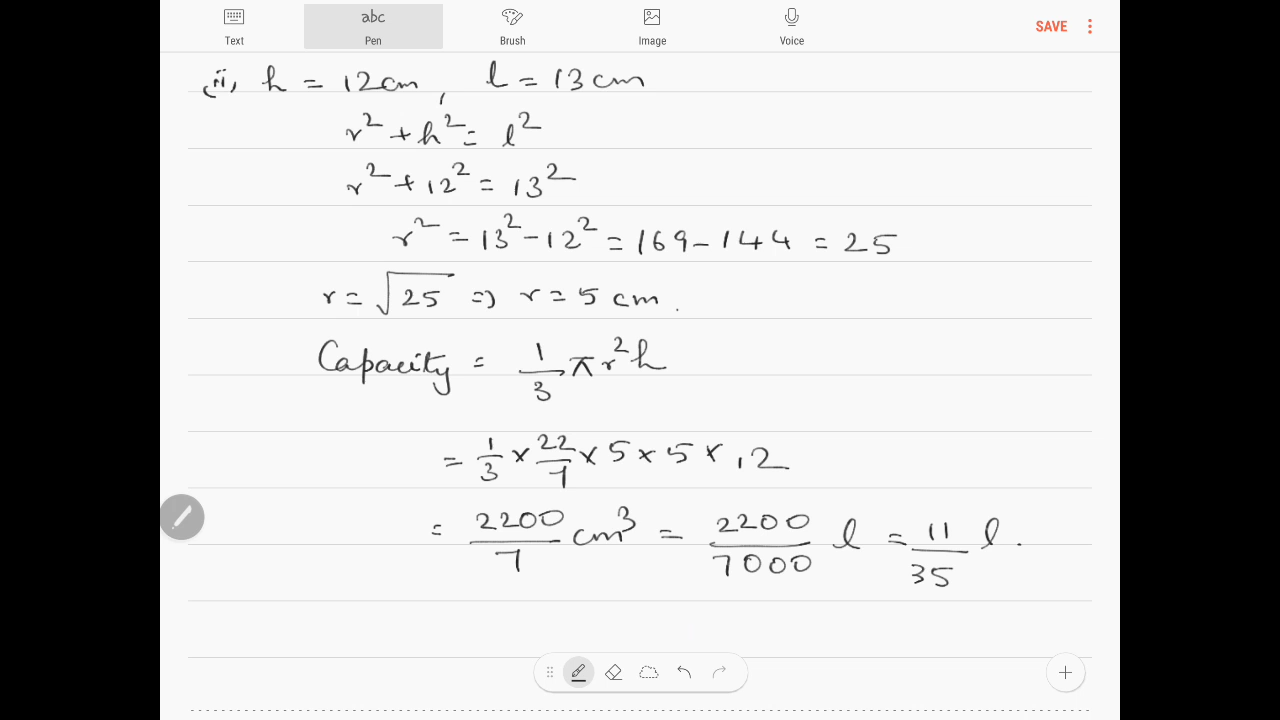 abc
Text Pen Brush Image Voice SAVE
(ii) h = 12cm, l = 13cm
r² + h² = l²
r² + 12² = 13²
r² = 13² - 12² = 169 - 144 = 25
r = √25 ⇒ r = 5 cm.
Capacity = 1/3 π r² h
= 1/3 × 22/7 × 5 × 5 × 12
= 2200/7 cm³ = 2200/7000 l = 11/35 l.